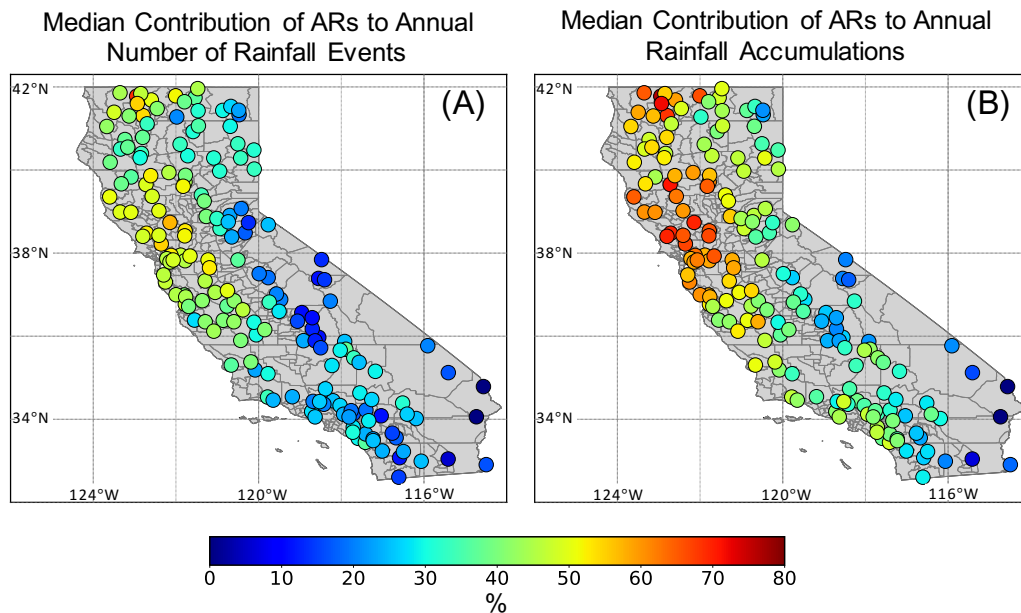 Median Contribution of ARs to Annual
Number of Rainfall Events
Median Contribution of ARs to Annual
Rainfall Accumulations
42°N
(A)
38°N
34°N
124°W
120°W
116°W
42°N
(B)
38°N
34°N
124°W
120°W
116°W
0 10 20 30 40 50 60 70 80
%